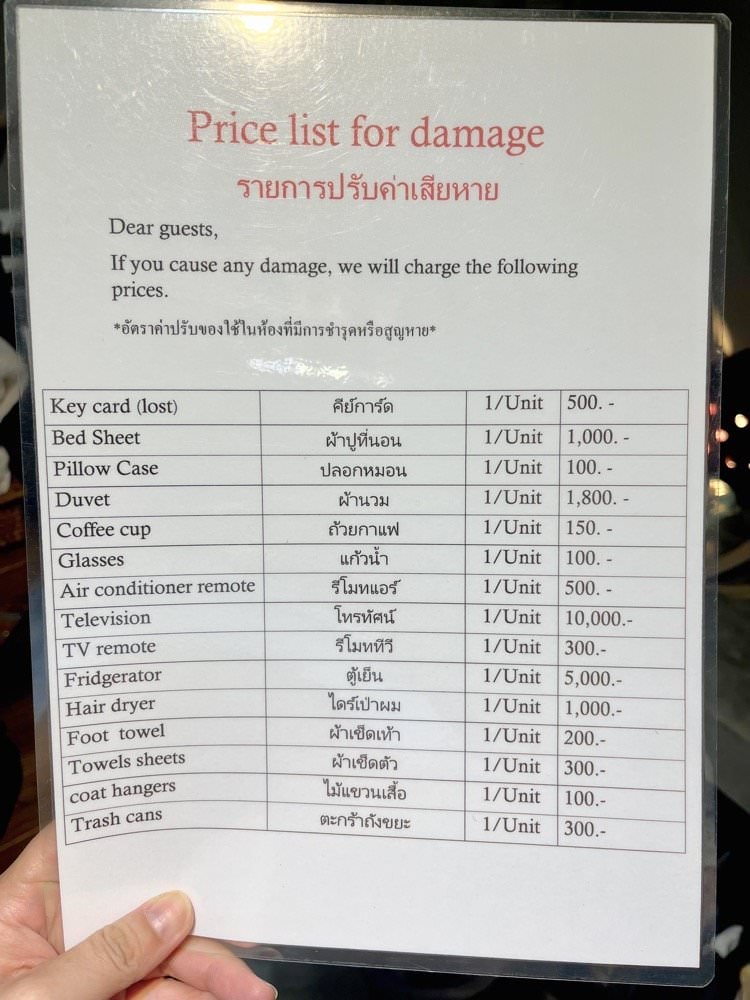 Price list for damage
รายการปรับค่าเสียหาย
Dear guests,
If you cause any damage, we will charge the following
prices.
*อัตราค่าปรับของใช้ในห้องที่มีการชำรุดหรือสูญหาย*
Key card (lost) คีย์การ์ด 1/Unit 500. -
Bed Sheet ผ้าปูที่นอน 1/Unit 1,000. -
Pillow Case ปลอกหมอน 1/Unit 100. -
Duvet ผ้านวม 1/Unit 1,800. -
Coffee cup ถ้วยกาแฟ 1/Unit 150. -
Glasses แก้วน้ำ 1/Unit 100. -
Air conditioner remote รีโมทแอร์ 1/Unit 500. -
Television โทรทัศน์ 1/Unit 10,000.-
TV remote รีโมททีวี 1/Unit 300.-
Fridgerator ตู้เย็น 1/Unit 5,000.-
Hair dryer ไดร์เป่าผม 1/Unit 1,000.-
Foot towel ผ้าเช็ดเท้า 1/Unit 200.-
Towels sheets ผ้าเช็ดตัว 1/Unit 300.-
coat hangers ไม้แขวนเสื้อ 1/Unit 100.-
Trash cans ตะกร้าถังขยะ 1/Unit 300.-